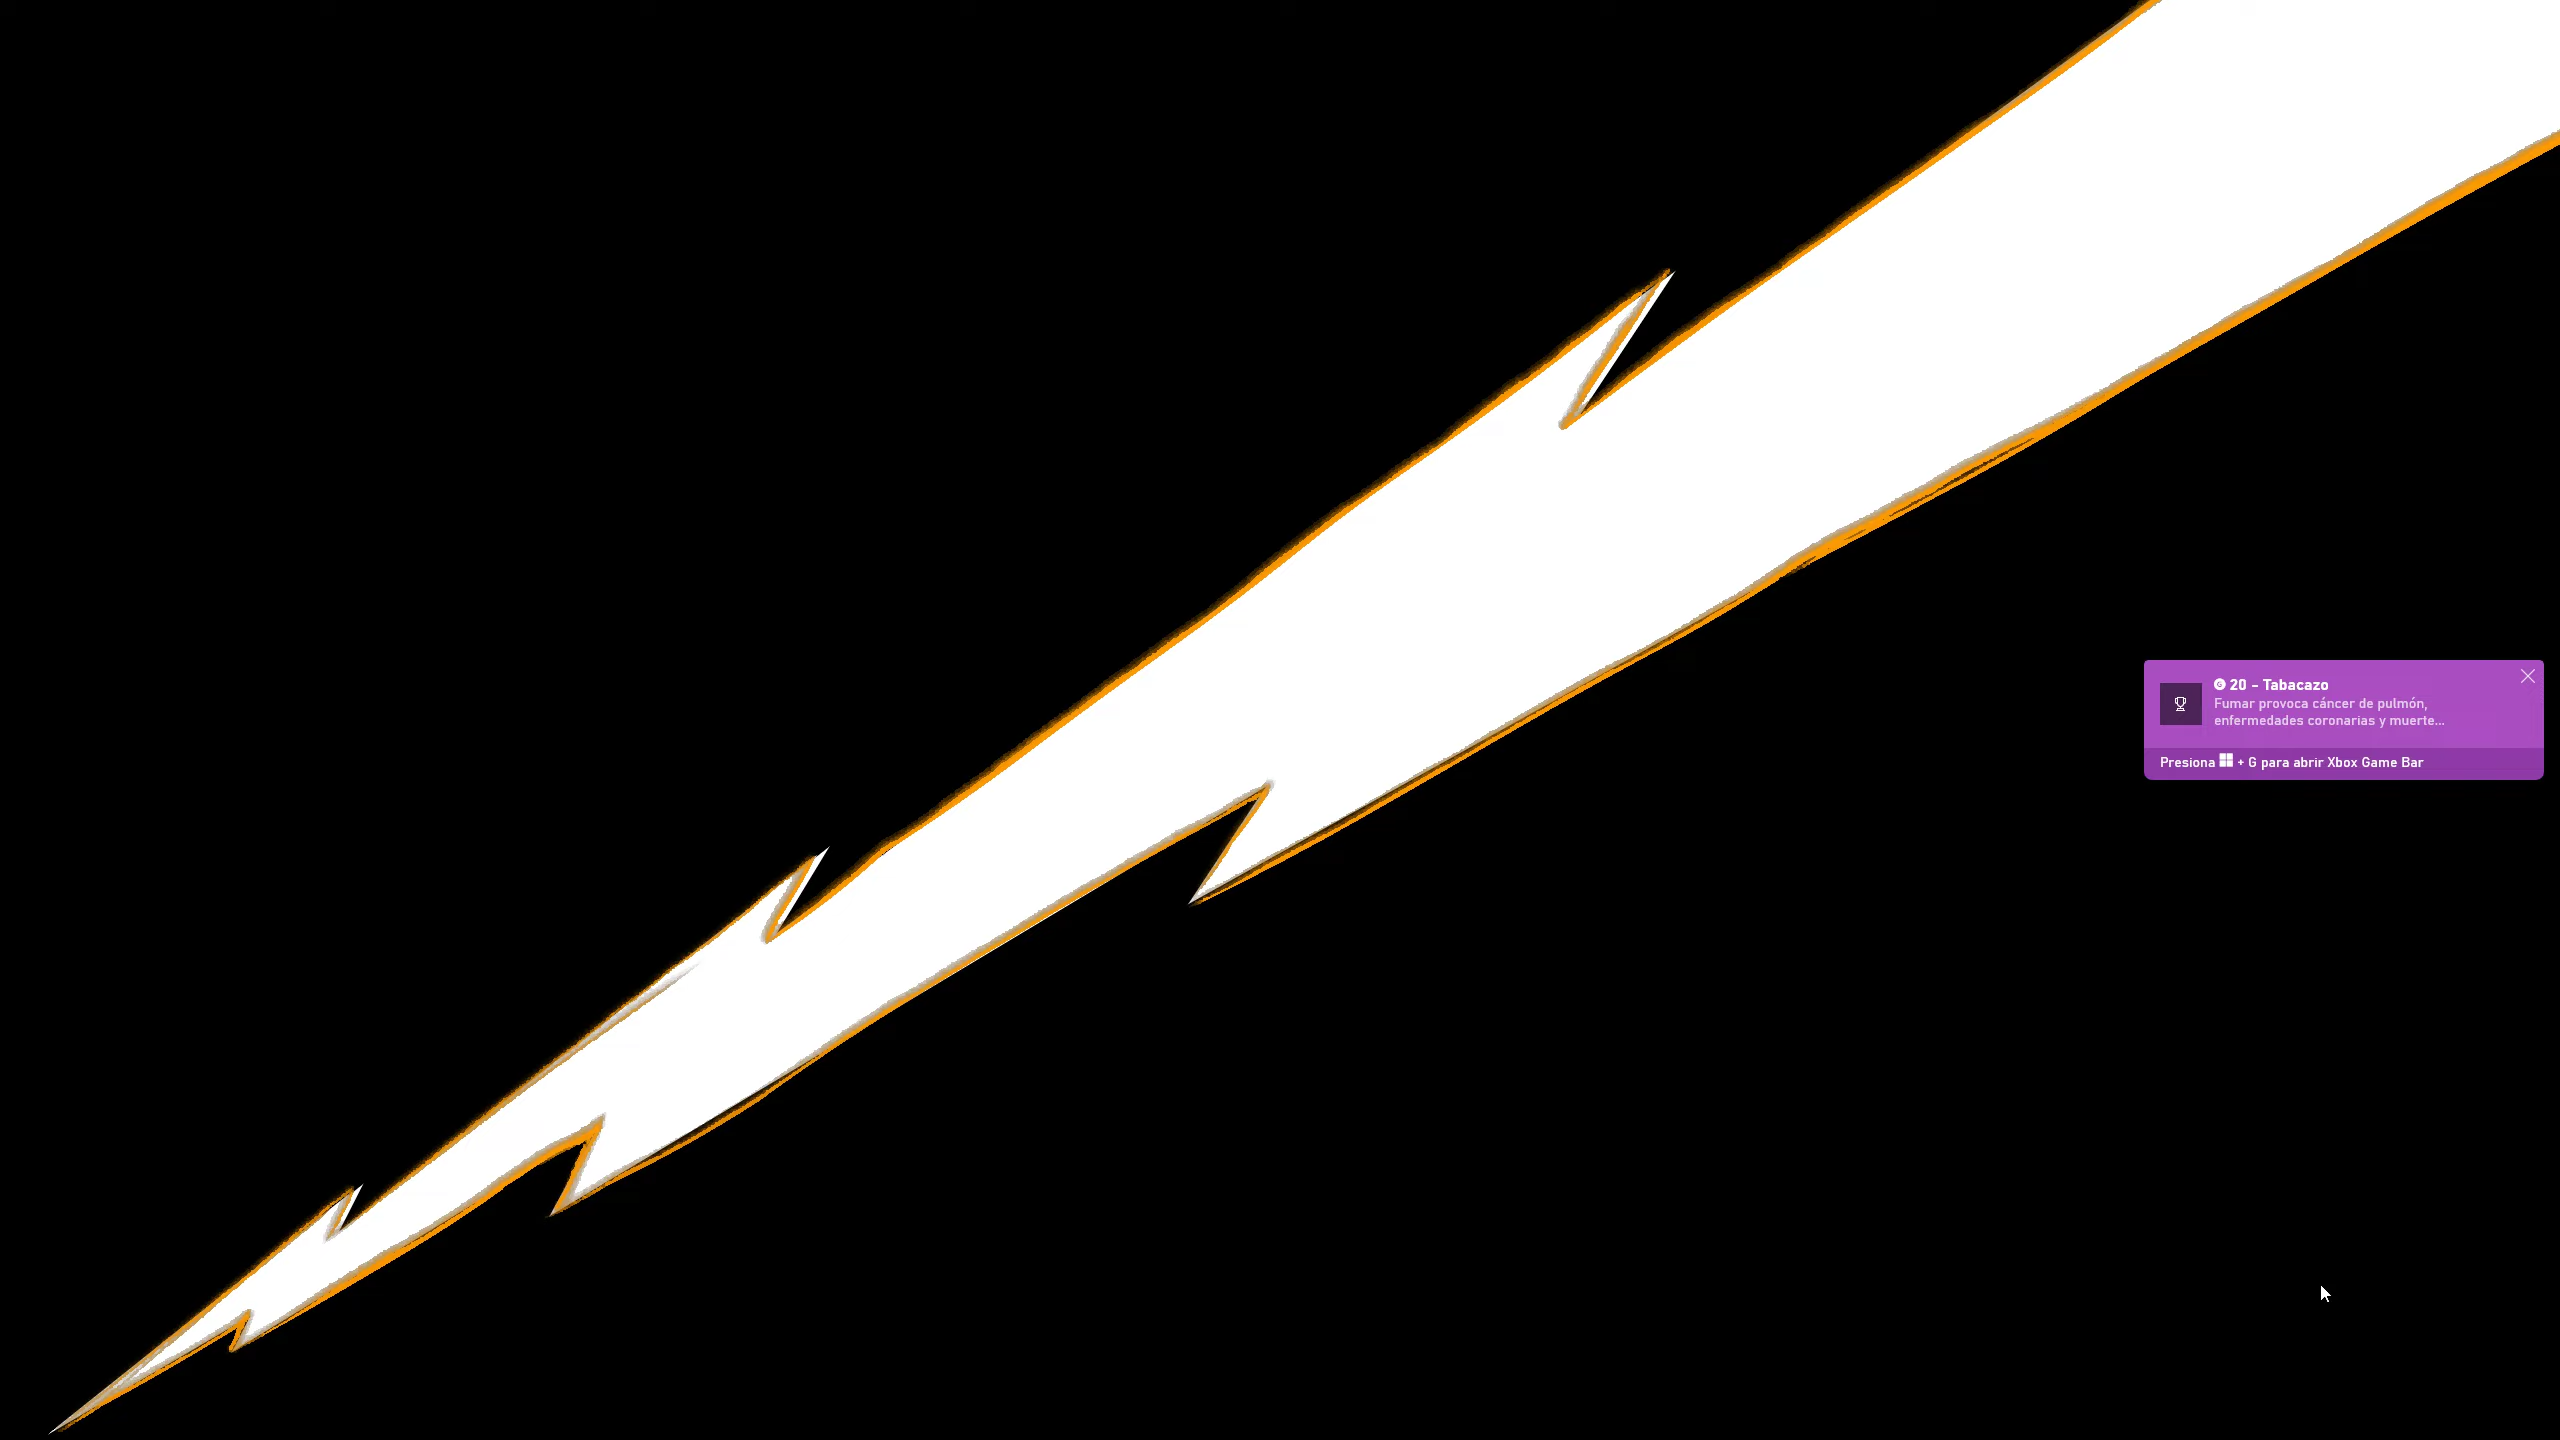 G 20 - Tabacazo
Fumar provoca cáncer de pulmón,
enfermedades coronarias y muerte...
Presiona + G para abrir Xbox Game Bar